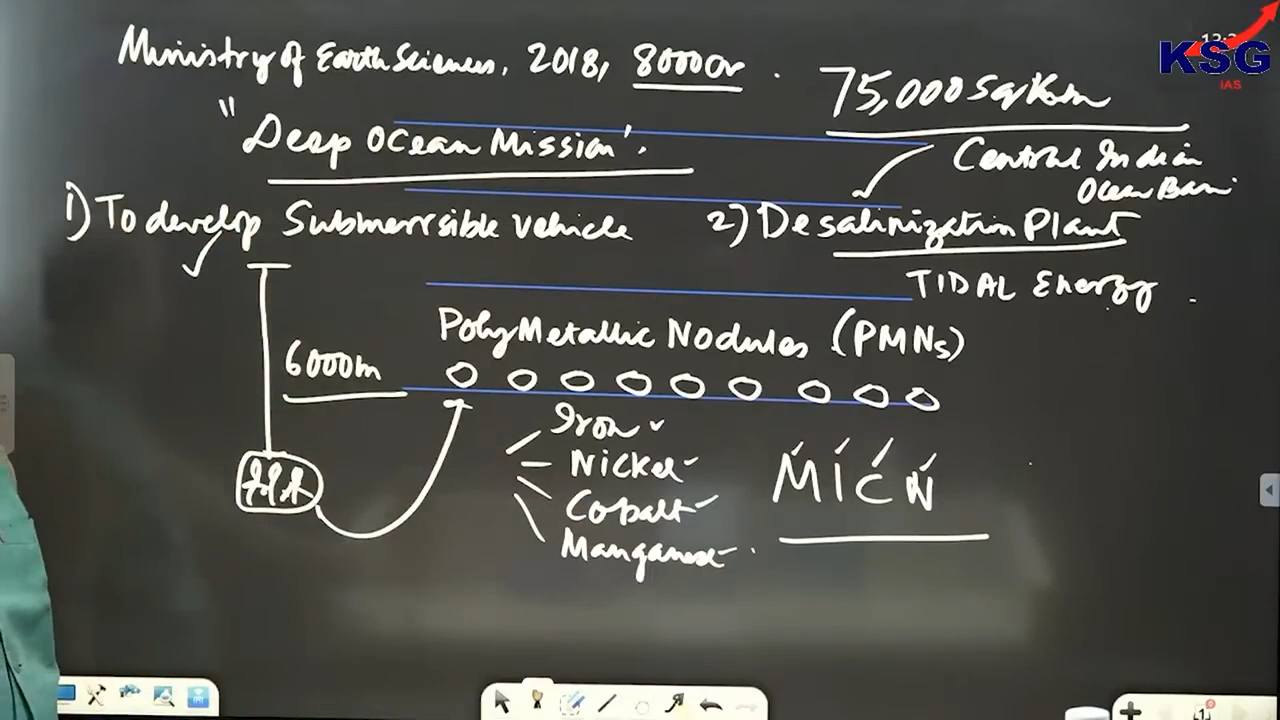 Ministry of Earth Sciences, 2018, 8000cr.
75,000 Sq Km
"Deep Ocean Mission".
Central Indian
Ocean Basin
1) To develop Submerrsible vehicle
2) Desalinization Plant
TIDAL Energy.
PolyMetallic Nodules (PMNs)
6000m
Iron
Nickel
Cobalt
Manganese
MICN
KSG
IAS